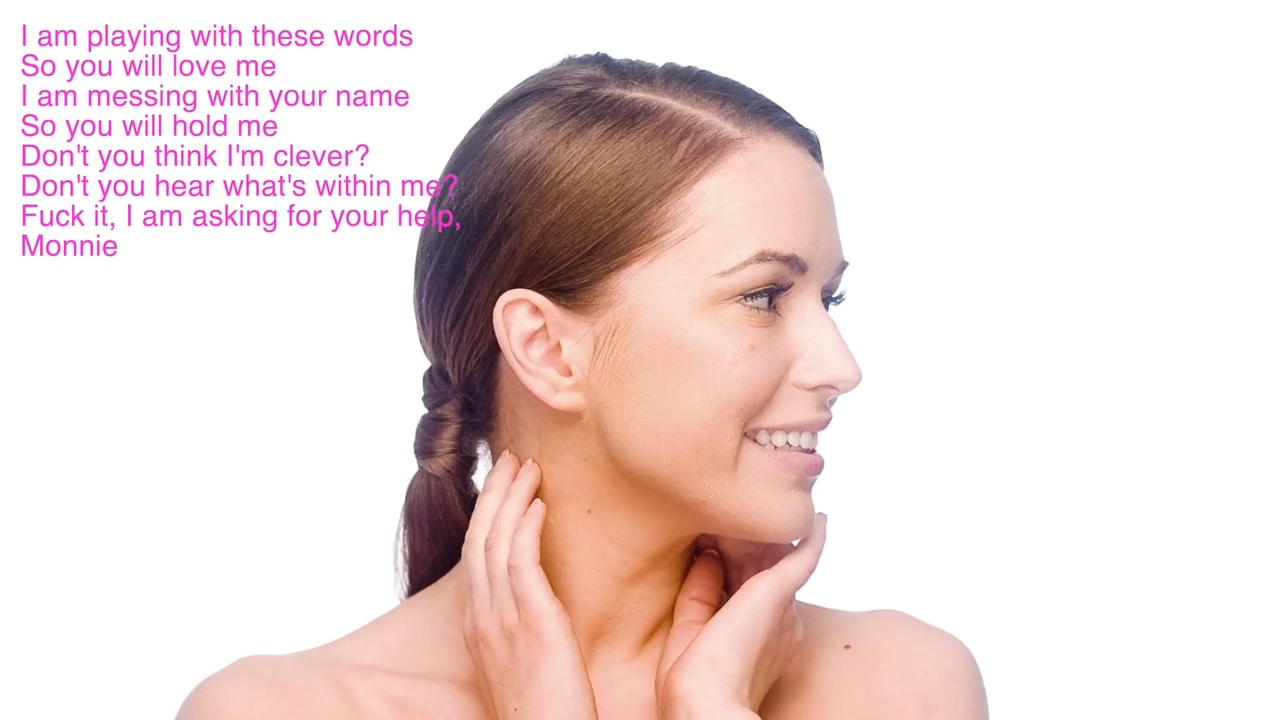 I am playing with these words
So you will love me
I am messing with your name
So you will hold me
Don't you think I'm clever?
Don't you hear what's within me?
Fuck it, I am asking for your help,
Monnie